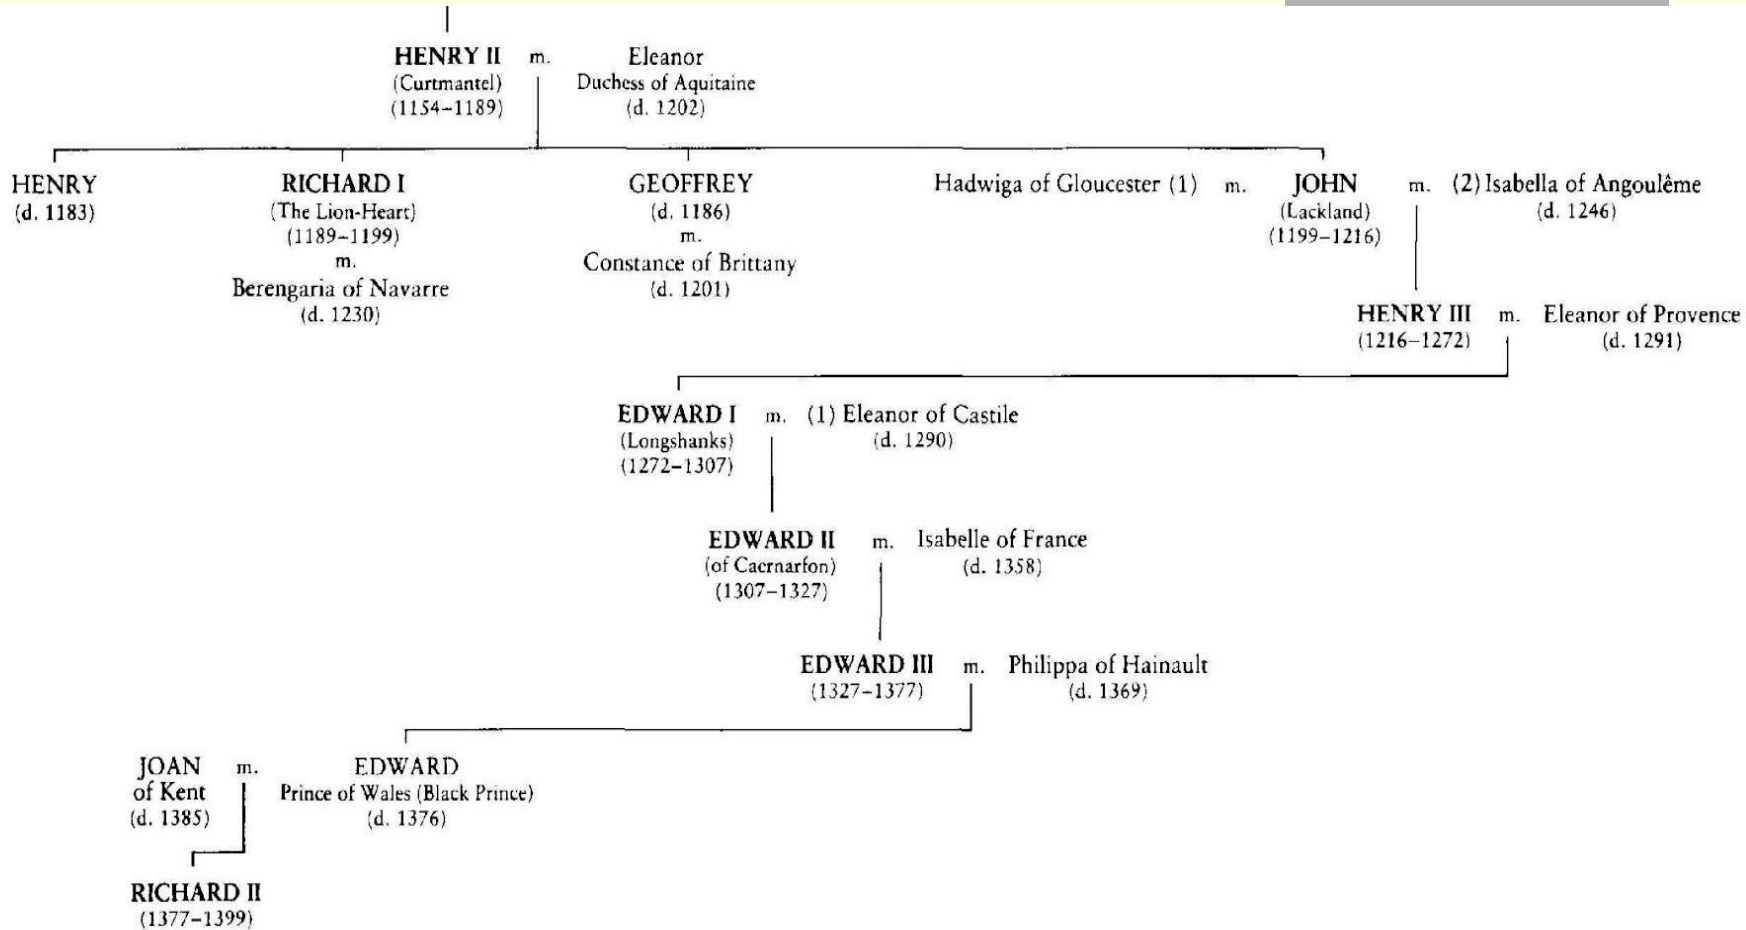 HENRY II m. Eleanor
(Curtmantel) Duchess of Aquitaine
(1154–1189) (d. 1202)
HENRY
(d. 1183)
RICHARD I
(The Lion-Heart)
(1189–1199)
m.
Berengaria of Navarre
(d. 1230)
GEOFFREY
(d. 1186)
m.
Constance of Brittany
(d. 1201)
Hadwiga of Gloucester (1) m. JOHN m. (2) Isabella of Angoulême
(Lackland) (d. 1246)
(1199–1216)
HENRY III m. Eleanor of Provence
(1216–1272) (d. 1291)
EDWARD I m. (1) Eleanor of Castile
(Longshanks) (d. 1290)
(1272–1307)
EDWARD II m. Isabelle of France
(of Caernarfon) (d. 1358)
(1307–1327)
EDWARD III m. Philippa of Hainault
(1327–1377) (d. 1369)
JOAN m. EDWARD
of Kent Prince of Wales (Black Prince)
(d. 1385) (d. 1376)
RICHARD II
(1377–1399)